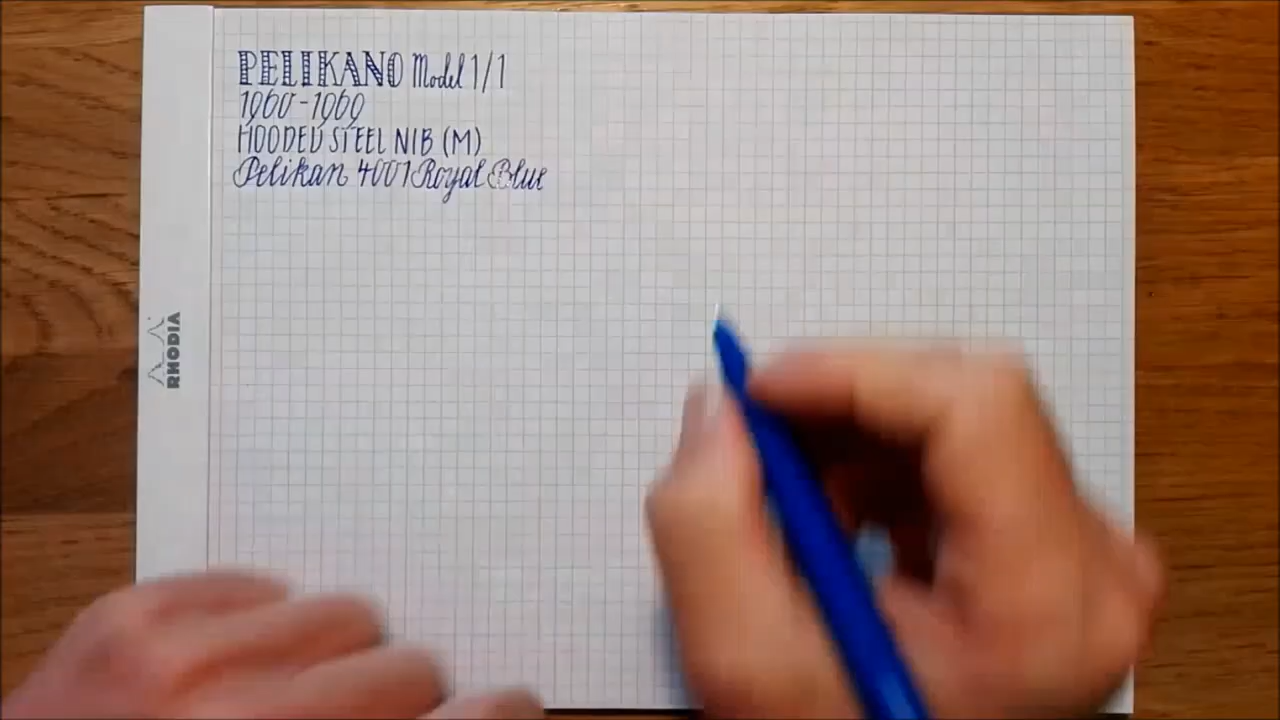 PELIKANO Model 1/1
1960-1969
HOODED STEEL NIB (M)
Pelikan 4001 Royal Blue
RHODIA